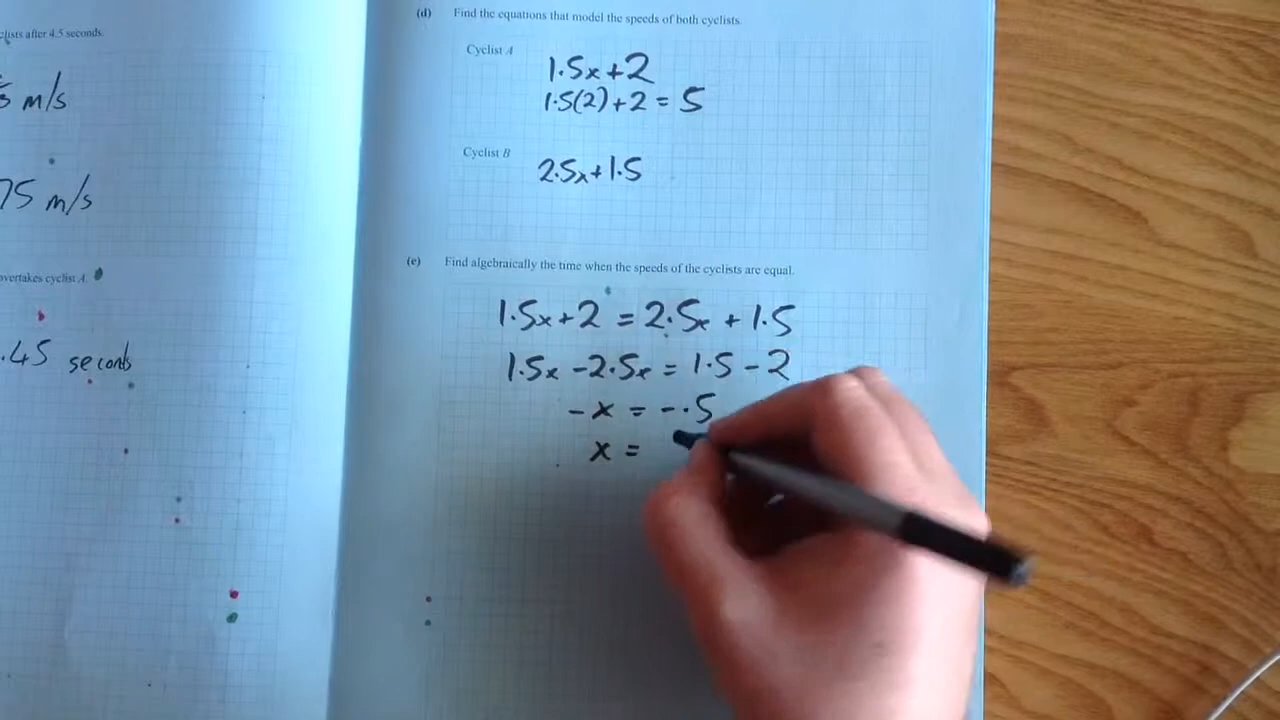 after 4.5 seconds.
m/s
75 m/s
overtakes cyclist A.
.45 seconds
(d) Find the equations that model the speeds of both cyclists.
Cyclist A
1.5x+2
1.5(2)+2 = 5
Cyclist B
2.5x+1.5
(e) Find algebraically the time when the speeds of the cyclists are equal.
1.5x+2 = 2.5x + 1.5
1.5x -2.5x = 1.5 - 2
-x = -.5
x =